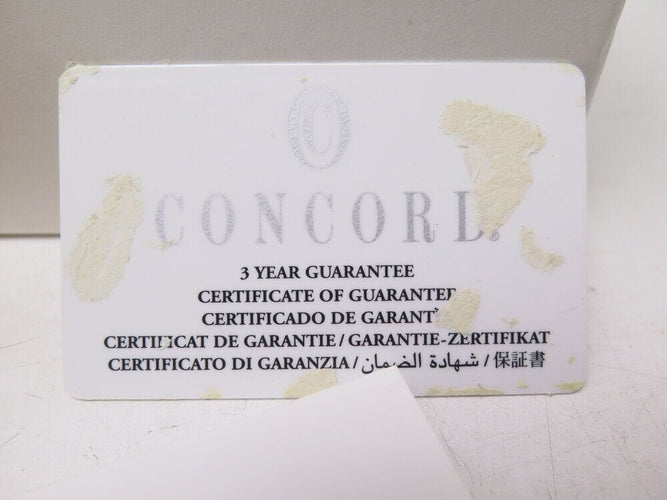 C
CONCORD®
3 YEAR GUARANTEE
CERTIFICATE OF GUARANTEE
CERTIFICADO DE GARANT
CERTIFICAT DE GARANTIE / GARANTIE-ZERTIFIKAT
CERTIFICATO DI GARANZIA / شهادة الضمان / 保証書